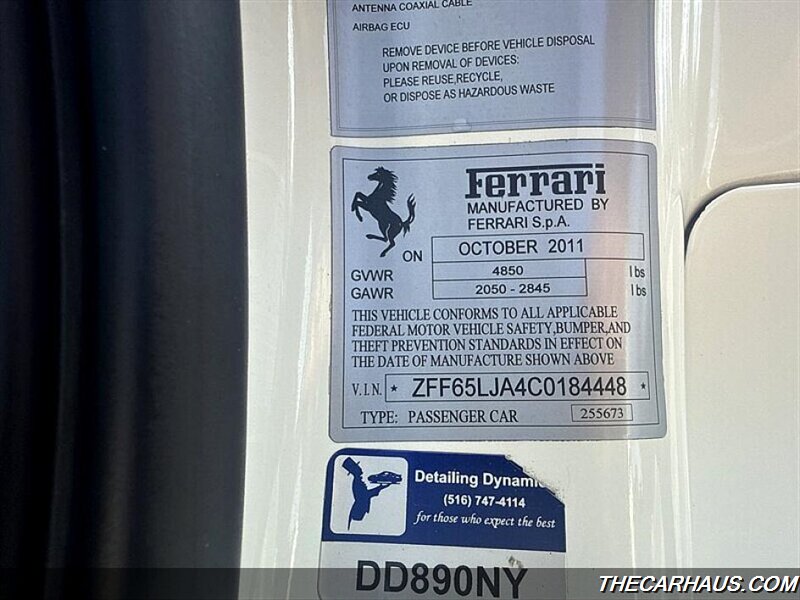 ANTENNA COAXIAL CABLE
AIRBAG ECU
REMOVE DEVICE BEFORE VEHICLE DISPOSAL
UPON REMOVAL OF DEVICES:
PLEASE REUSE,RECYCLE,
OR DISPOSE AS HAZARDOUS WASTE
Ferrari
MANUFACTURED BY
FERRARI S.p.A.
ON OCTOBER 2011
GVWR 4850 lbs
GAWR 2050 - 2845 lbs
THIS VEHICLE CONFORMS TO ALL APPLICABLE
FEDERAL MOTOR VEHICLE SAFETY,BUMPER,AND
THEFT PREVENTION STANDARDS IN EFFECT ON
THE DATE OF MANUFACTURE SHOWN ABOVE
V.I.N. * ZFF65LJA4C0184448 *
TYPE: PASSENGER CAR 255673
Detailing Dynamic
(516) 747-4114
for those who expect the best
DD890NY
THECARHAUS.COM